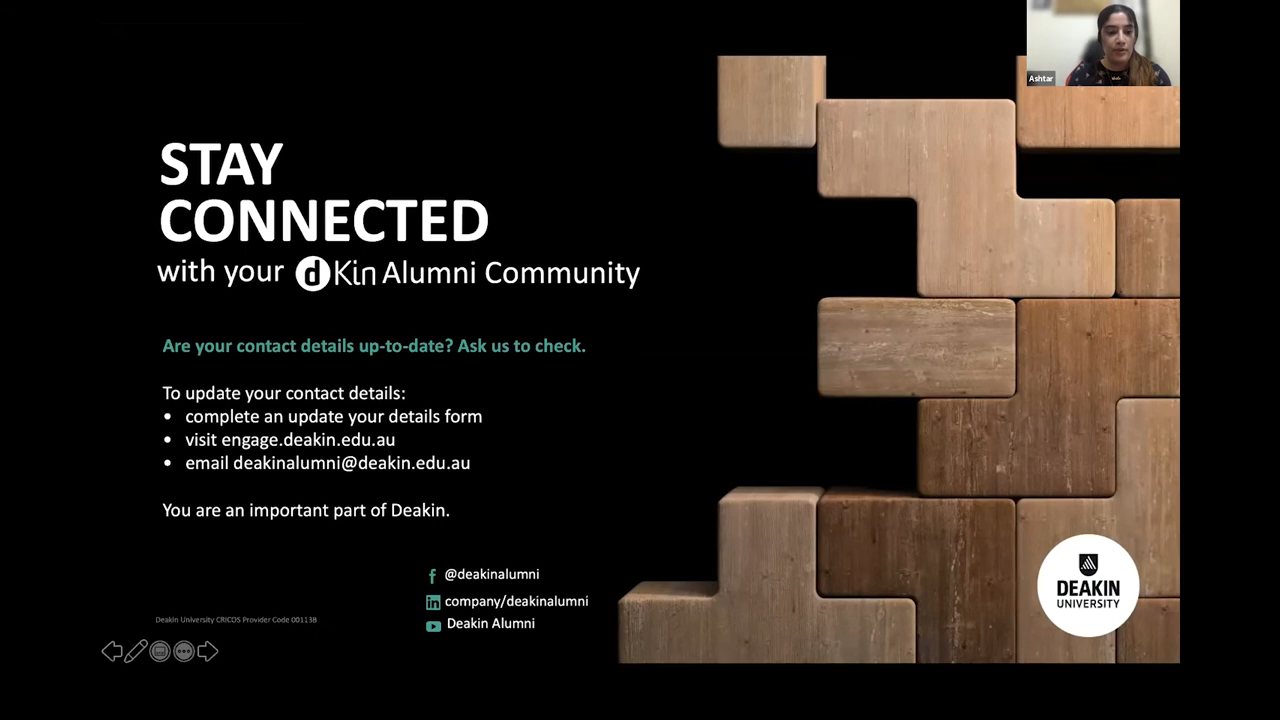 Ashtar
STAY
CONNECTED
with your dKin Alumni Community
Are your contact details up-to-date? Ask us to check.
To update your contact details:
• complete an update your details form
• visit engage.deakin.edu.au
• email deakinalumni@deakin.edu.au
You are an important part of Deakin.
@deakinalumni
in company/deakinalumni
Deakin Alumni
Deakin University CRICOS Provider Code 00113B
DEAKIN
UNIVERSITY